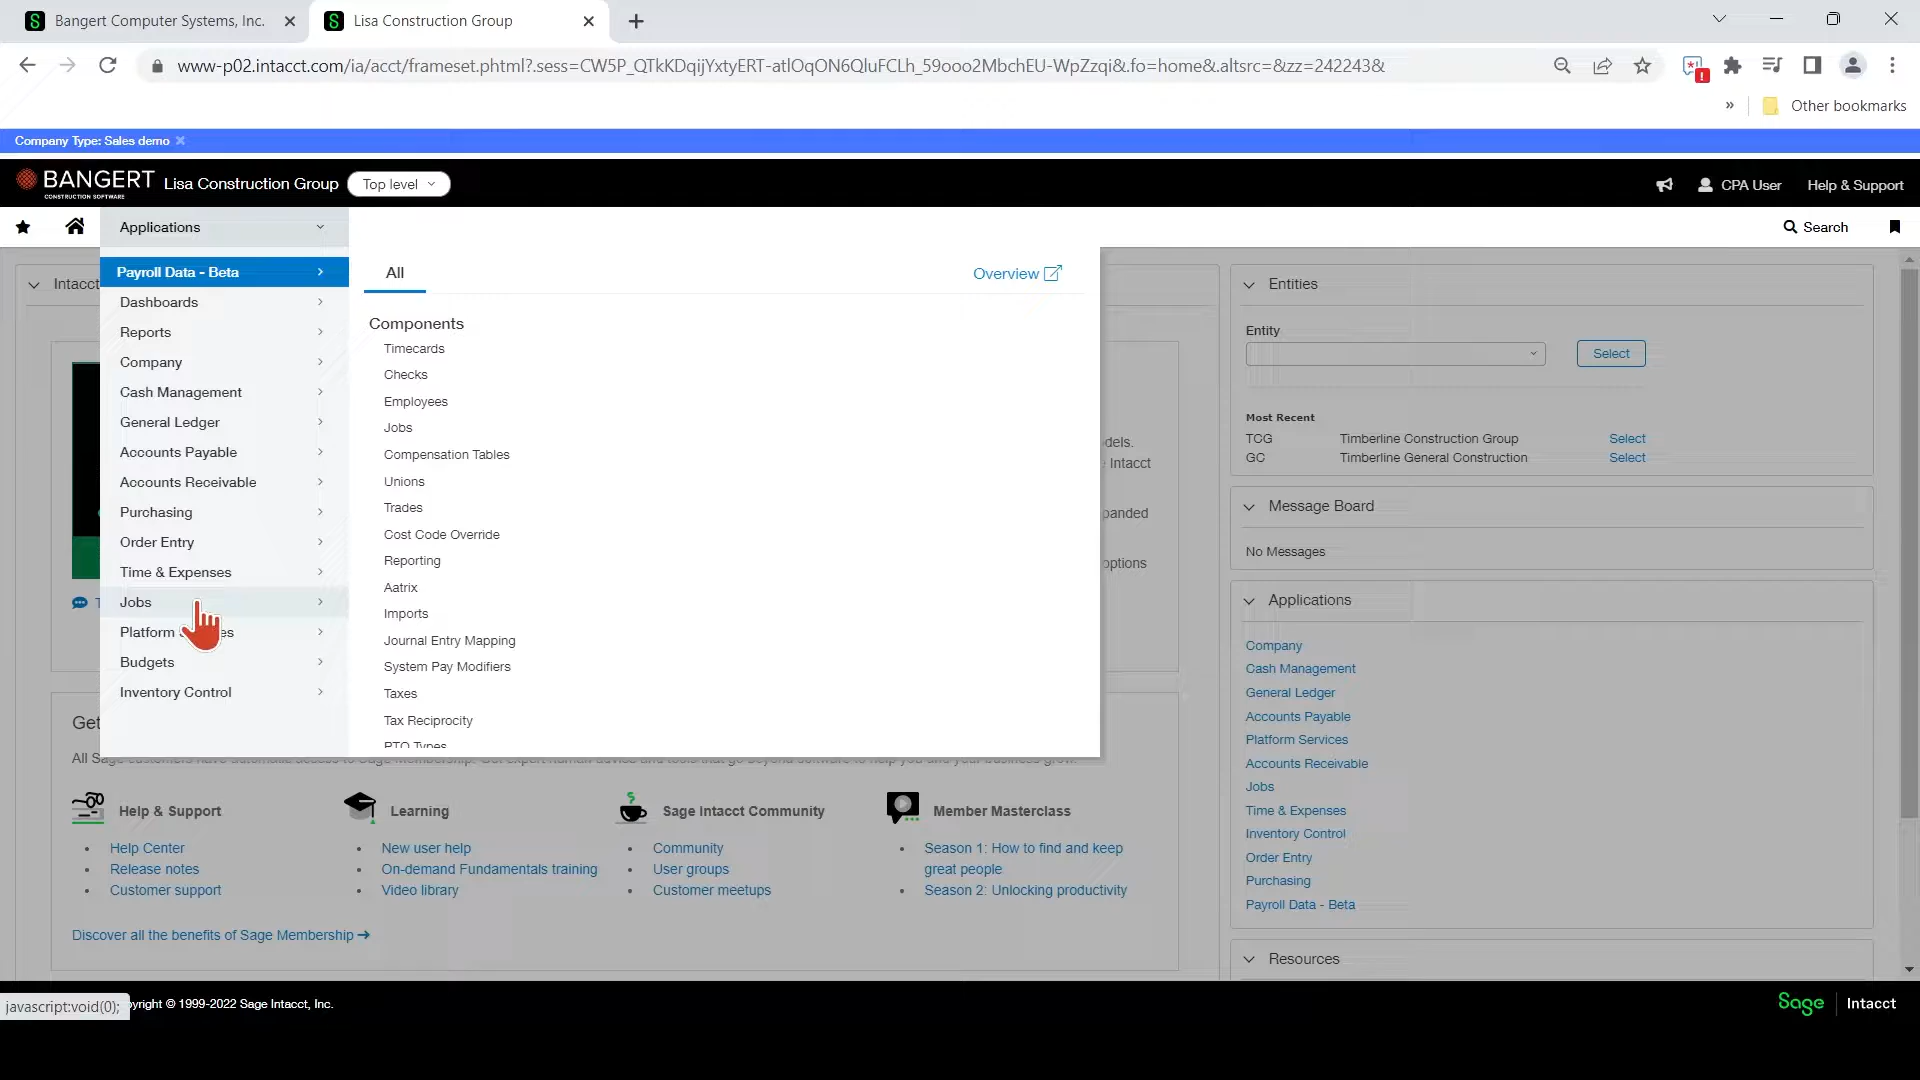 Bangert Computer Systems, Inc.
Lisa Construction Group
www-p02.intacct.com/ia/acct/frameset.phtml?.sess=CW5P_QTkKDqijYxtyERT-atlOqON6QluFCLh_59ooo2MbchEU-WpZzqi&.fo=home&.altsrc=&zz=242243&
» Other bookmarks
Company Type: Sales demo
BANGERT
CONSTRUCTION SOFTWARE
Lisa Construction Group
Top level
CPA User
Help & Support
Applications
Search
Payroll Data - Beta
Dashboards
Reports
Company
Cash Management
General Ledger
Accounts Payable
Accounts Receivable
Purchasing
Order Entry
Time & Expenses
Jobs
Platform
Budgets
Inventory Control
All
Overview
Components
Timecards
Checks
Employees
Jobs
Compensation Tables
Unions
Trades
Cost Code Override
Reporting
Aatrix
Imports
Journal Entry Mapping
System Pay Modifiers
Taxes
Tax Reciprocity
PTO Types
Intacct
dels.
Intacct
panded
options
Get
Entities
Entity
Select
Most Recent
TCG Timberline Construction Group Select
GC Timberline General Construction Select
Message Board
No Messages
Applications
Company
Cash Management
General Ledger
Accounts Payable
Platform Services
Accounts Receivable
Jobs
Time & Expenses
Inventory Control
Order Entry
Purchasing
Payroll Data - Beta
Resources
Help & Support
Help Center
Release notes
Customer support
Learning
New user help
On-demand Fundamentals training
Video library
Sage Intacct Community
Community
User groups
Customer meetups
Member Masterclass
Season 1: How to find and keep
great people
Season 2: Unlocking productivity
Discover all the benefits of Sage Membership
javascript:void(0);
yright © 1999-2022 Sage Intacct, Inc.
Sage Intacct